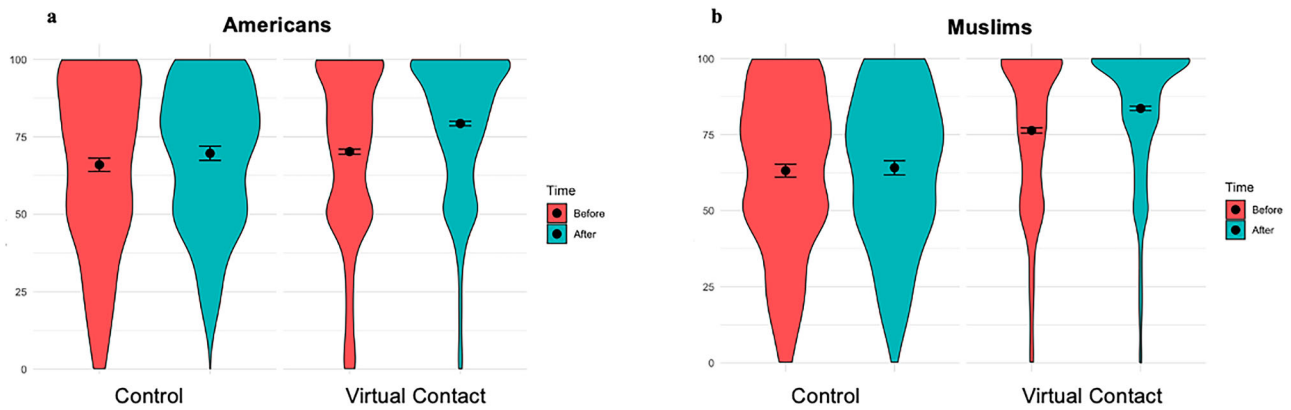 a
Americans
100
75
50
25
0
Control
Virtual Contact
Time
Before
After
b
Muslims
100
75
50
25
0
Control
Virtual Contact
Time
Before
After